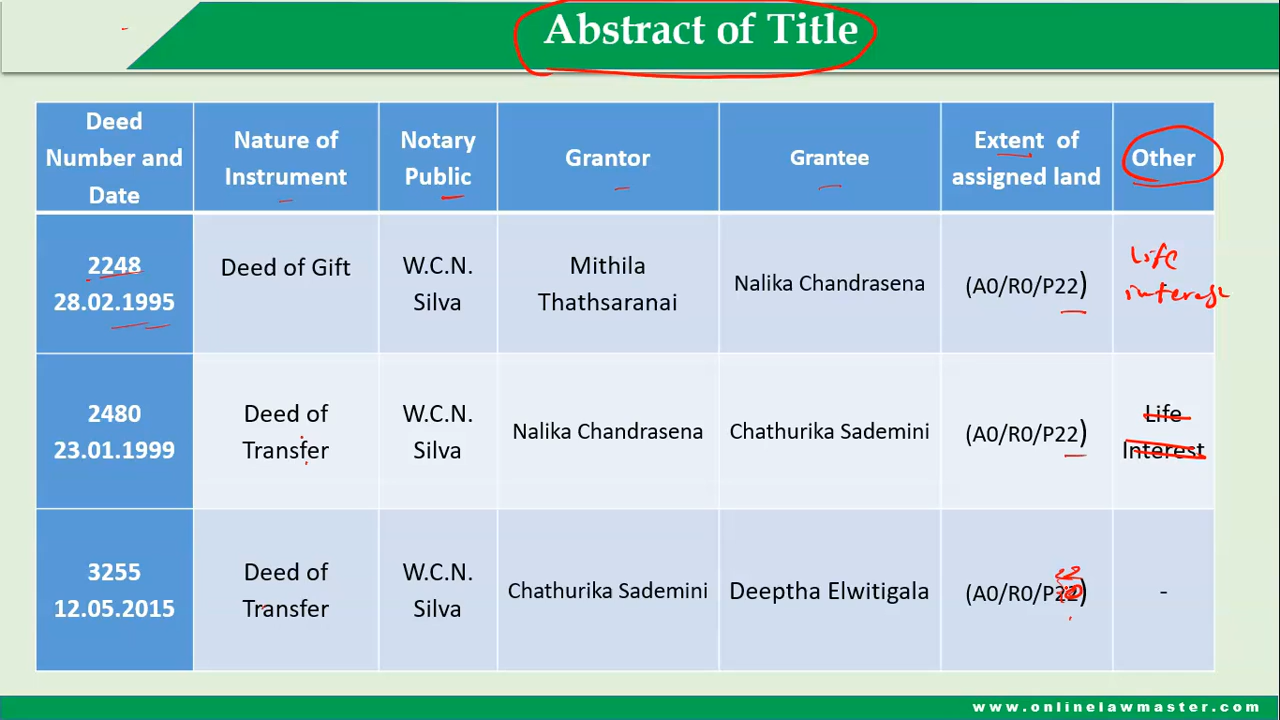 Abstract of Title
Deed
Number and
Date
Nature of
Instrument
Notary
Public
Grantor
Grantee
Extent of
assigned land
Other
2248
28.02.1995
Deed of Gift
W.C.N.
Silva
Mithila
Thathsaranai
Nalika Chandrasena
(A0/R0/P22)
Life
interest
2480
23.01.1999
Deed of
Transfer
W.C.N.
Silva
Nalika Chandrasena
Chathurika Sademini
(A0/R0/P22)
Life
Interest
3255
12.05.2015
Deed of
Transfer
W.C.N.
Silva
Chathurika Sademini
Deeptha Elwitigala
(A0/R0/P22)
-
www.onlinelawmaster.com